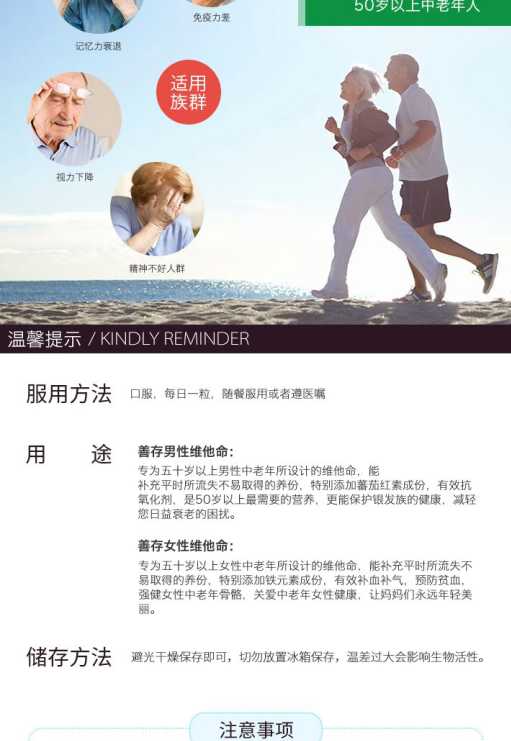 50岁以上中老年人
免疫力差
记忆力衰退
适用
族群
视力下降
精神不好人群
温馨提示 / KINDLY REMINDER
服用方法 口服，每日一粒，随餐服用或者遵医嘱
用 途 善存男性维他命：
专为五十岁以上男性中老年所设计的维他命，能
补充平时所流失不易取得的养份，特别添加蕃茄红素成份，有效抗
氧化剂，是50岁以上最需要的营养，更能保护银发族的健康，减轻
您日益衰老的困扰。
善存女性维他命：
专为五十岁以上女性中老年所设计的维他命，能补充平时所流失不
易取得的养份，特别添加铁元素成份，有效补血补气，预防贫血，
强健女性中老年骨骼，关爱中老年女性健康，让妈妈们永远年轻美
丽。
储存方法 避光干燥保存即可，切勿放置冰箱保存，温差过大会影响生物活性。
注意事项